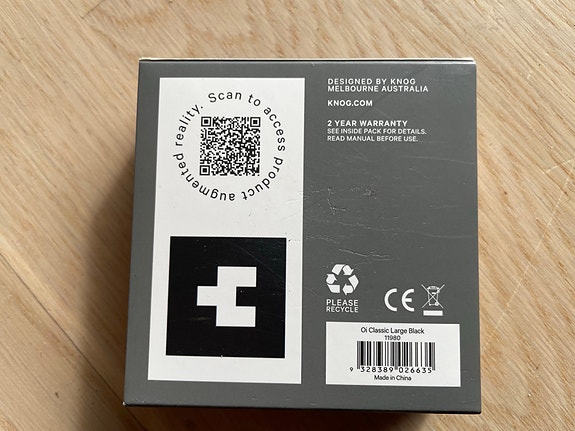 Scan to access product augmented reality.
DESIGNED BY KNOG
MELBOURNE AUSTRALIA
KNOG.COM
2 YEAR WARRANTY
SEE INSIDE PACK FOR DETAILS.
READ MANUAL BEFORE USE.
PLEASE
RECYCLE
CE
Oi Classic Large Black
11980
9 328389 026635
Made in China